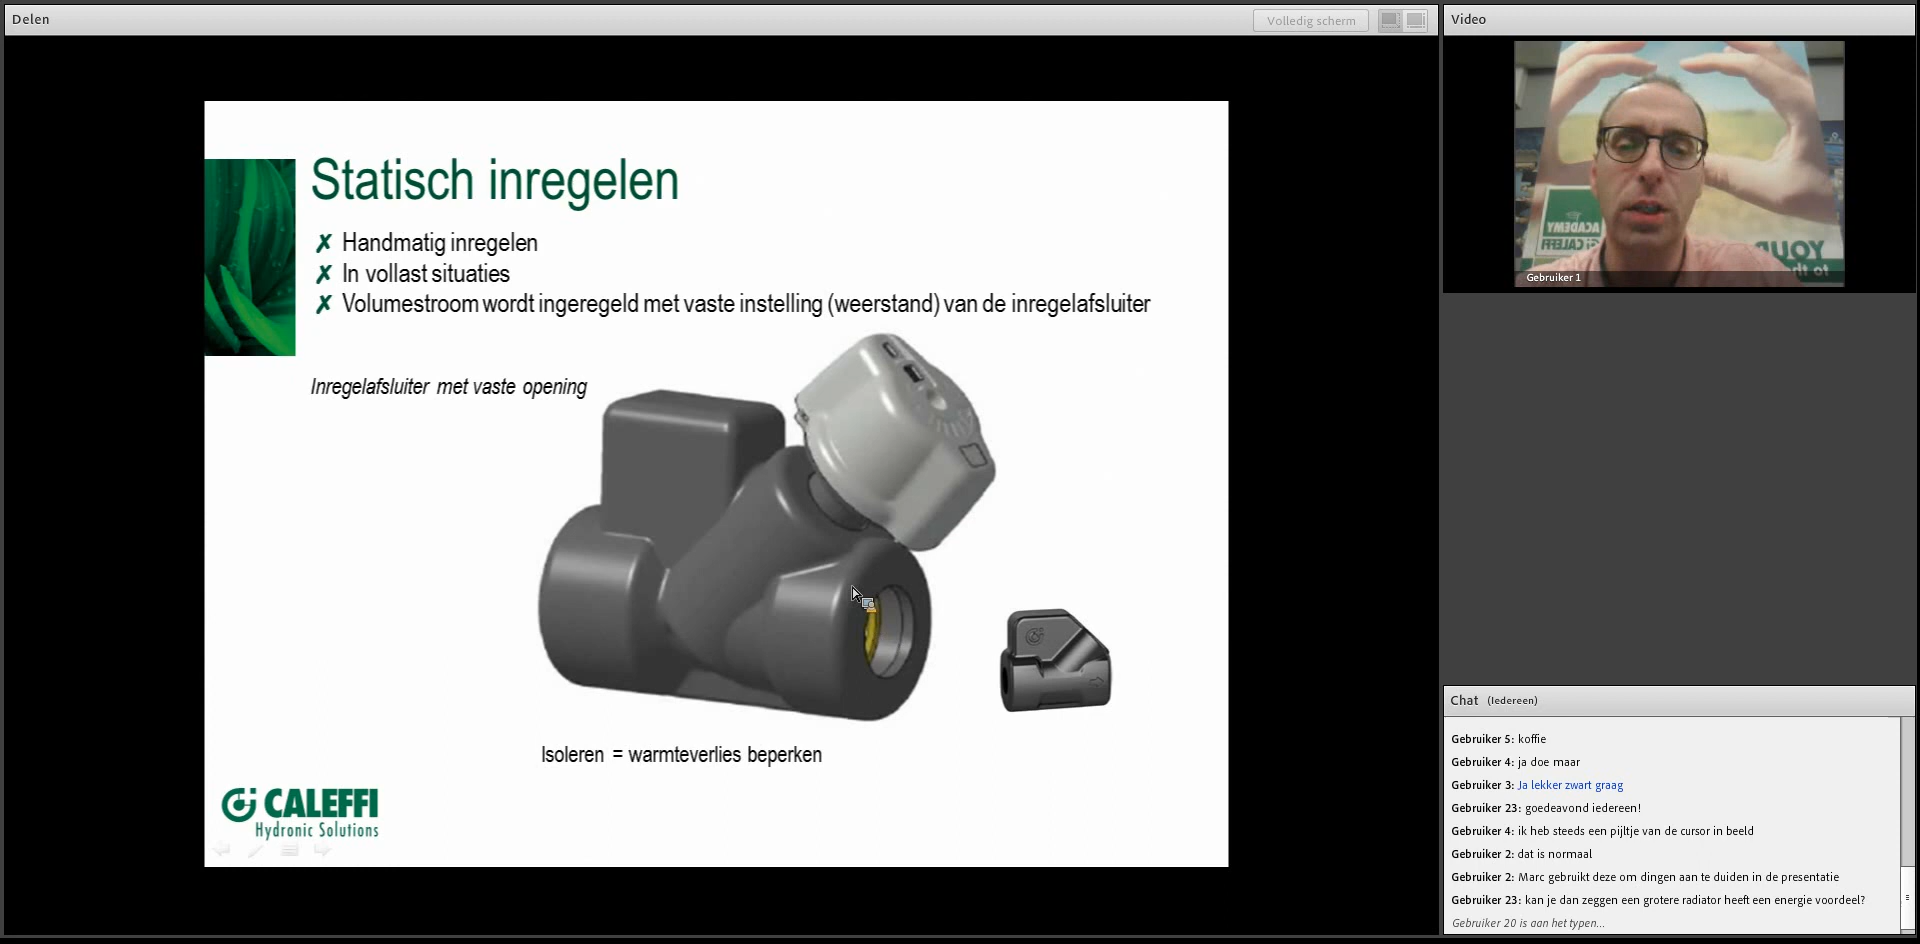 Delen
Volledig scherm
Video
Statisch inregelen
✗ Handmatig inregelen
✗ In vollast situaties
✗ Volumestroom wordt ingeregeld met vaste instelling (weerstand) van de inregelafsluiter
Inregelafsluiter met vaste opening
Isoleren = warmteverlies beperken
CALEFFI
Hydronic Solutions
ACADEMY
CALEFFI
YOUR
to th
Gebruiker 1
Chat (Iedereen)
Gebruiker 5: koffie
Gebruiker 4: ja doe maar
Gebruiker 3: Ja lekker zwart graag
Gebruiker 23: goedeavond iedereen!
Gebruiker 4: ik heb steeds een pijltje van de cursor in beeld
Gebruiker 2: dat is normaal
Gebruiker 2: Marc gebruikt deze om dingen aan te duiden in de presentatie
Gebruiker 23: kan je dan zeggen een grotere radiator heeft een energie voordeel?
Gebruiker 20 is aan het typen...